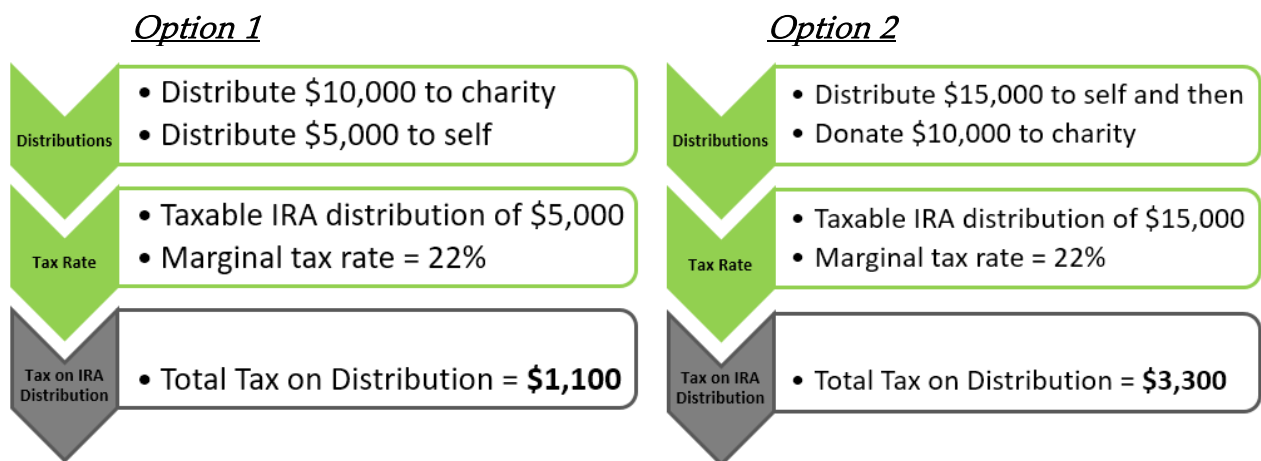 Option 1
Distributions
• Distribute $10,000 to charity
• Distribute $5,000 to self
Tax Rate
• Taxable IRA distribution of $5,000
• Marginal tax rate = 22%
Tax on IRA
Distribution
• Total Tax on Distribution = $1,100
Option 2
Distributions
• Distribute $15,000 to self and then
• Donate $10,000 to charity
Tax Rate
• Taxable IRA distribution of $15,000
• Marginal tax rate = 22%
Tax on IRA
Distribution
• Total Tax on Distribution = $3,300